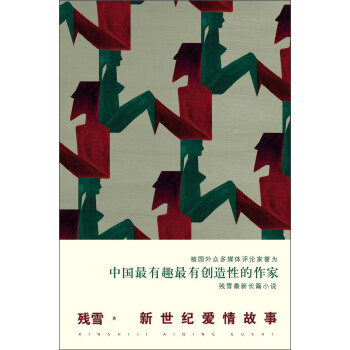 被国外众多媒体评论家誉为
中国最有趣最有创造性的作家
残雪最新长篇小说
残雪 著 新世纪爱情故事
XINSHIJI AIQING GUSHI